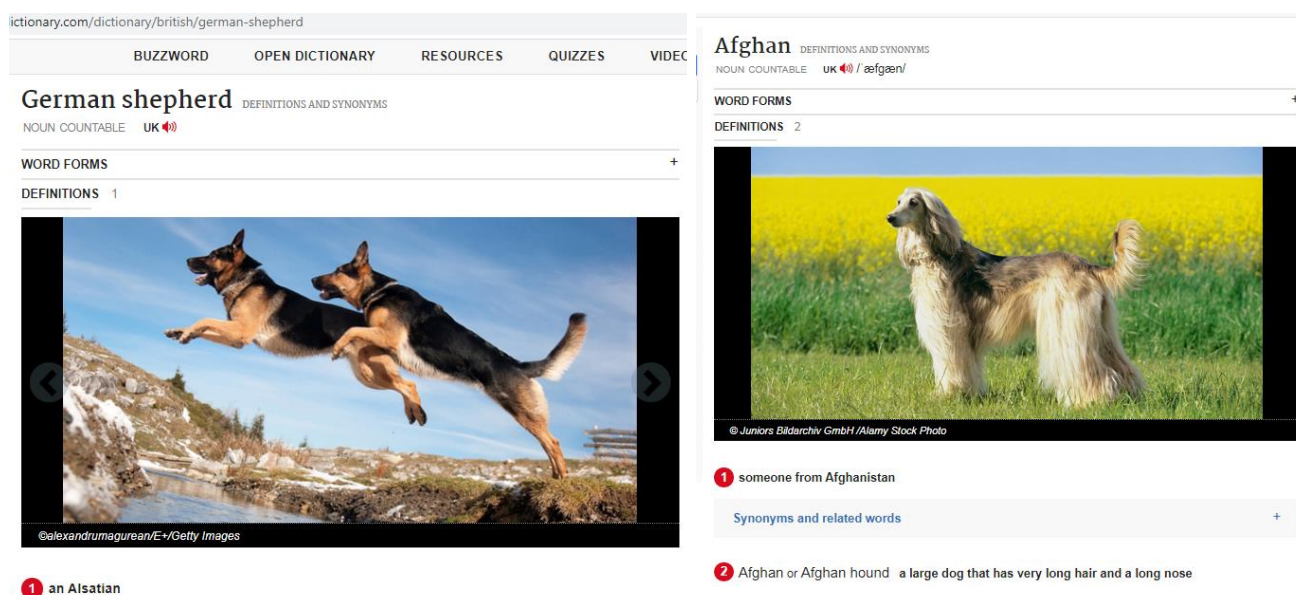 ictionary.com/dictionary/british/german-shepherd
BUZZWORD OPEN DICTIONARY RESOURCES QUIZZES VIDEO
German shepherd DEFINITIONS AND SYNONYMS
NOUN COUNTABLE UK
WORD FORMS +
DEFINITIONS 1
©alexandrumagurean/E+/Getty Images
1 an Alsatian
Afghan DEFINITIONS AND SYNONYMS
NOUN COUNTABLE UK /ˈæfɡæn/
WORD FORMS +
DEFINITIONS 2
© Juniors Bildarchiv GmbH /Alamy Stock Photo
1 someone from Afghanistan
Synonyms and related words +
2 Afghan or Afghan hound a large dog that has very long hair and a long nose